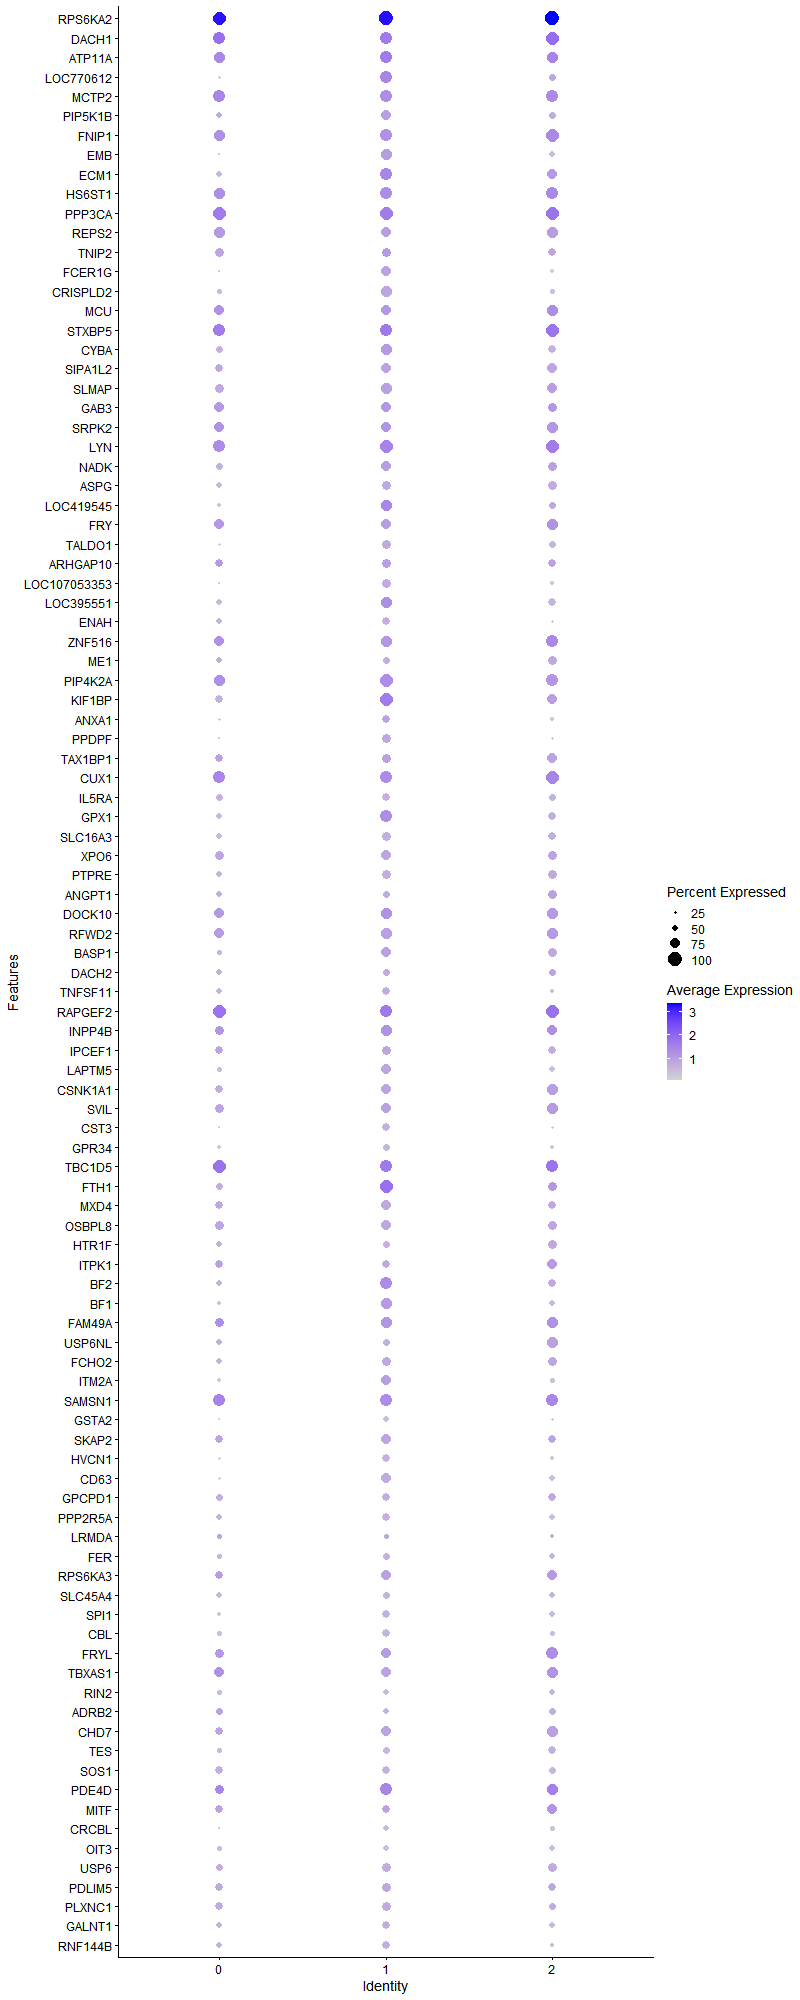 RPS6KA2
DACH1
ATP11A
LOC770612
MCTP2
PIP5K1B
FNIP1
EMB
ECM1
HS6ST1
PPP3CA
REPS2
TNIP2
FCER1G
CRISPLD2
MCU
STXBP5
CYBA
SIPA1L2
SLMAP
GAB3
SRPK2
LYN
NADK
ASPG
LOC419545
FRY
TALDO1
ARHGAP10
LOC107053353
LOC395551
ENAH
ZNF516
ME1
PIP4K2A
KIF1BP
ANXA1
PPDPF
TAX1BP1
CUX1
IL5RA
GPX1
SLC16A3
XPO6
PTPRE
ANGPT1
DOCK10
RFWD2
BASP1
DACH2
TNFSF11
RAPGEF2
INPP4B
IPCEF1
LAPTM5
CSNK1A1
SVIL
CST3
GPR34
TBC1D5
FTH1
MXD4
OSBPL8
HTR1F
ITPK1
BF2
BF1
FAM49A
USP6NL
FCHO2
ITM2A
SAMSN1
GSTA2
SKAP2
HVCN1
CD63
GPCPD1
PPP2R5A
LRMDA
FER
RPS6KA3
SLC45A4
SPI1
CBL
FRYL
TBXAS1
RIN2
ADRB2
CHD7
TES
SOS1
PDE4D
MITF
CRCBL
OIT3
USP6
PDLIM5
PLXNC1
GALNT1
RNF144B
Features
0 1 2
Identity
Percent Expressed
25
50
75
100
Average Expression
3
2
1